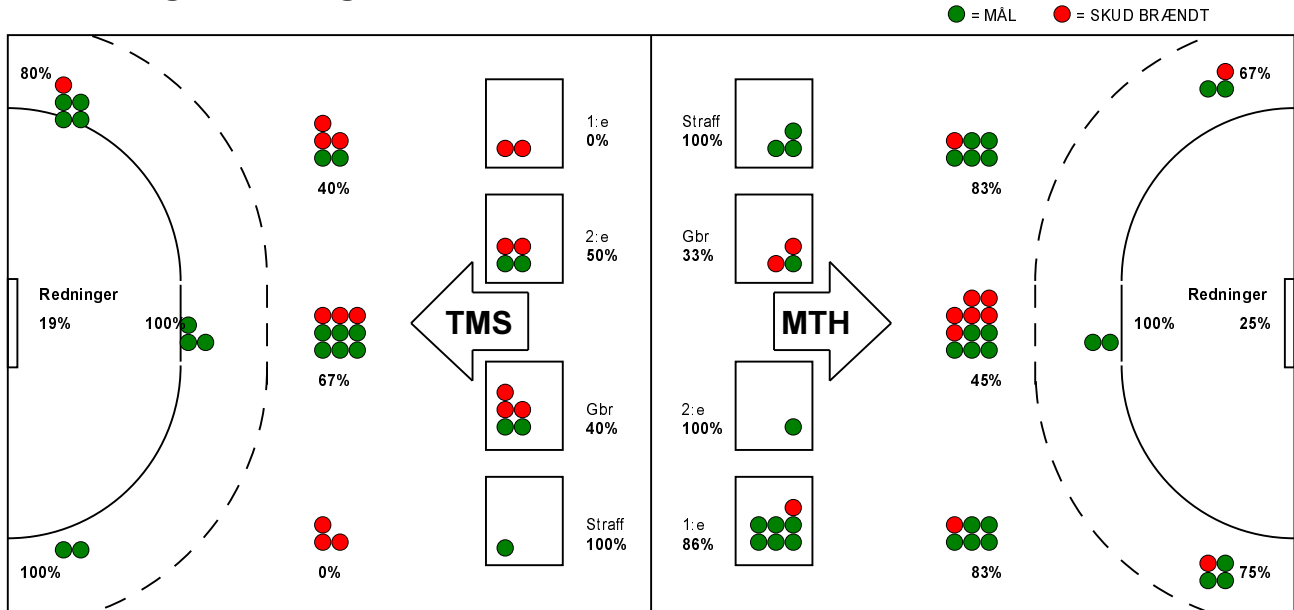 = MÅL
= SKUD BRÆNDT
80%
40%
1:e
0%
2:e
50%
Redninger
19%
100%
67%
TMS
Gbr
40%
Straff
100%
100%
0%
Straff
100%
83%
67%
Gbr
33%
MTH
45%
100%
Redninger
25%
2:e
100%
1:e
86%
83%
75%